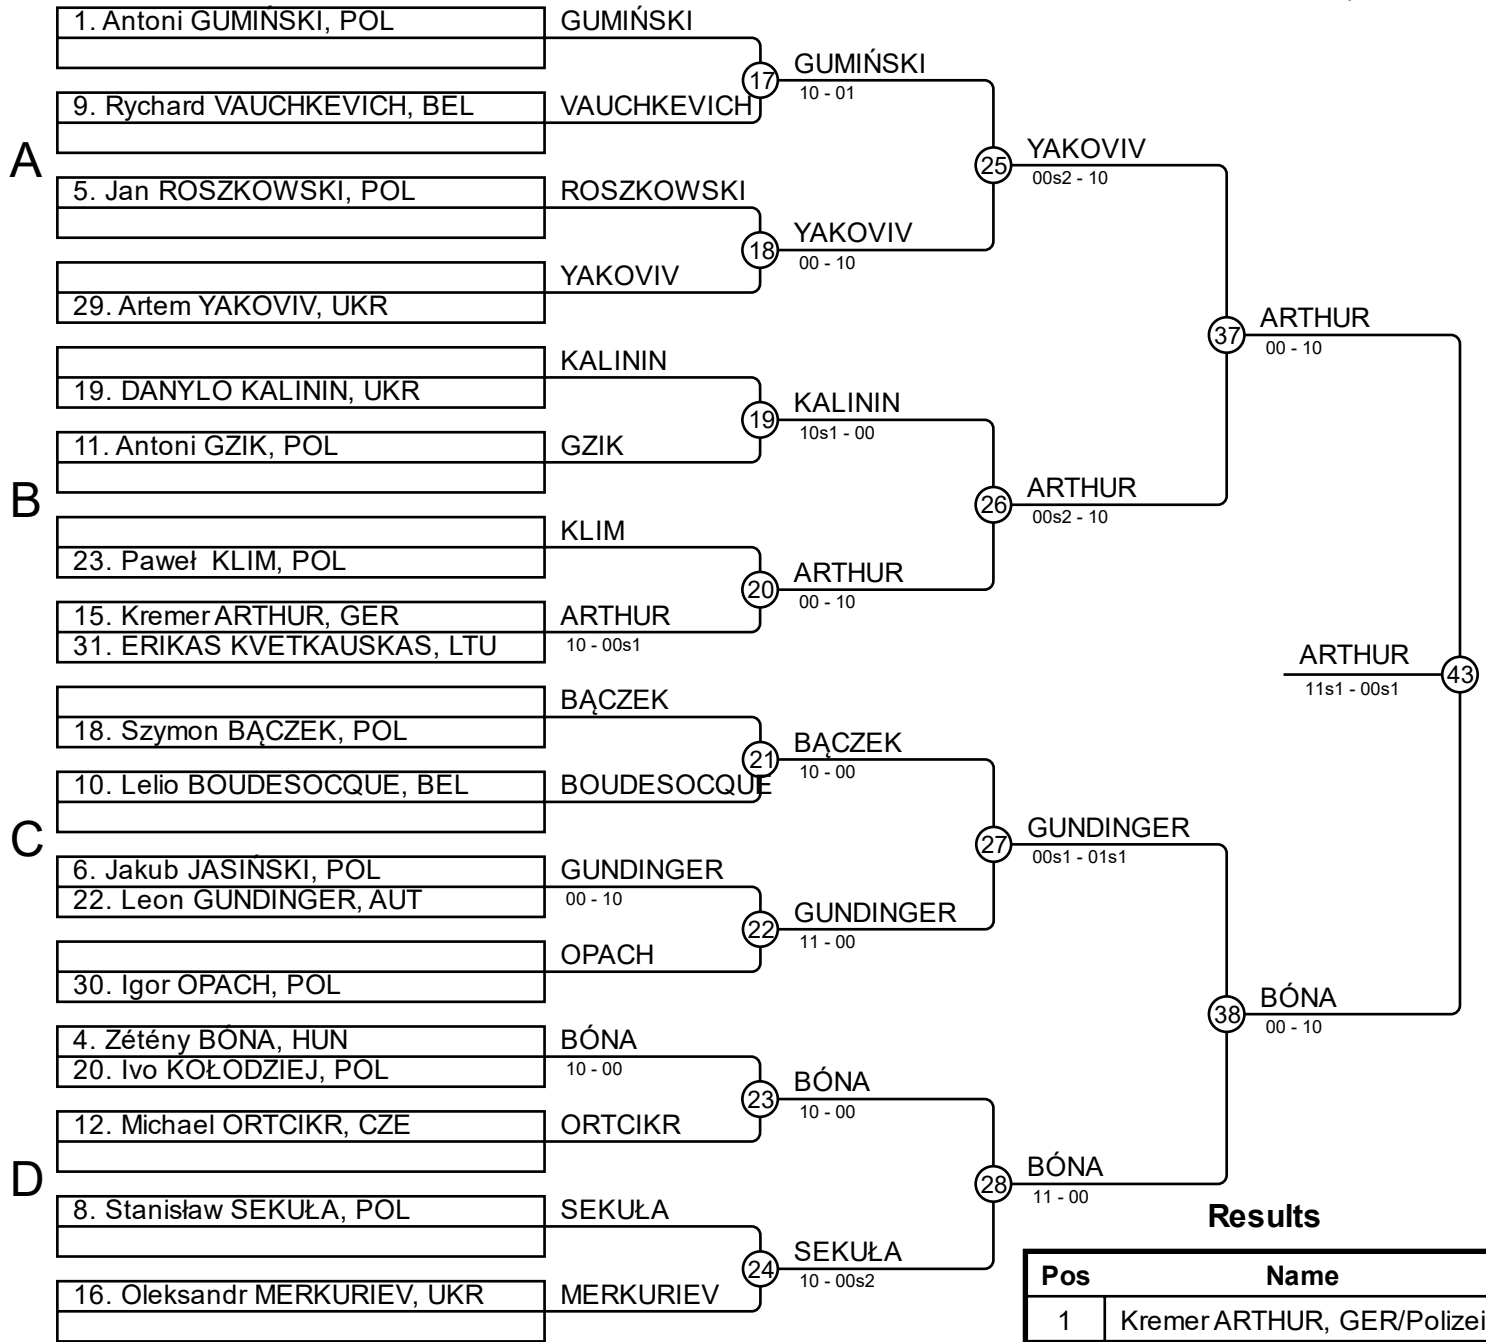 1. Antoni GUMIŃSKI, POL
GUMIŃSKI
17
GUMIŃSKI
10 - 01
9. Rychard VAUCHKEVICH, BEL
VAUCHKEVICH
A
25
YAKOVIV
00s2 - 10
5. Jan ROSZKOWSKI, POL
ROSZKOWSKI
18
YAKOVIV
00 - 10
YAKOVIV
29. Artem YAKOVIV, UKR
37
ARTHUR
00 - 10
KALININ
19. DANYLO KALININ, UKR
19
KALININ
10s1 - 00
11. Antoni GZIK, POL
GZIK
B
26
ARTHUR
00s2 - 10
KLIM
23. Paweł KLIM, POL
20
ARTHUR
00 - 10
15. Kremer ARTHUR, GER
ARTHUR
31. ERIKAS KVETKAUSKAS, LTU
10 - 00s1
ARTHUR
43
11s1 - 00s1
BĄCZEK
18. Szymon BĄCZEK, POL
21
BĄCZEK
10 - 00
10. Lelio BOUDESOCQUE, BEL
BOUDESOCQUE
C
27
GUNDINGER
00s1 - 01s1
6. Jakub JASIŃSKI, POL
GUNDINGER
22. Leon GUNDINGER, AUT
00 - 10
22
GUNDINGER
11 - 00
OPACH
30. Igor OPACH, POL
38
BÓNA
00 - 10
4. Zétény BÓNA, HUN
BÓNA
20. Ivo KOŁODZIEJ, POL
10 - 00
23
BÓNA
10 - 00
12. Michael ORTCIKR, CZE
ORTCIKR
D
28
BÓNA
11 - 00
8. Stanisław SEKUŁA, POL
SEKUŁA
24
SEKUŁA
10 - 00s2
16. Oleksandr MERKURIEV, UKR
MERKURIEV
Results
Pos Name
1 Kremer ARTHUR, GER/Polizei